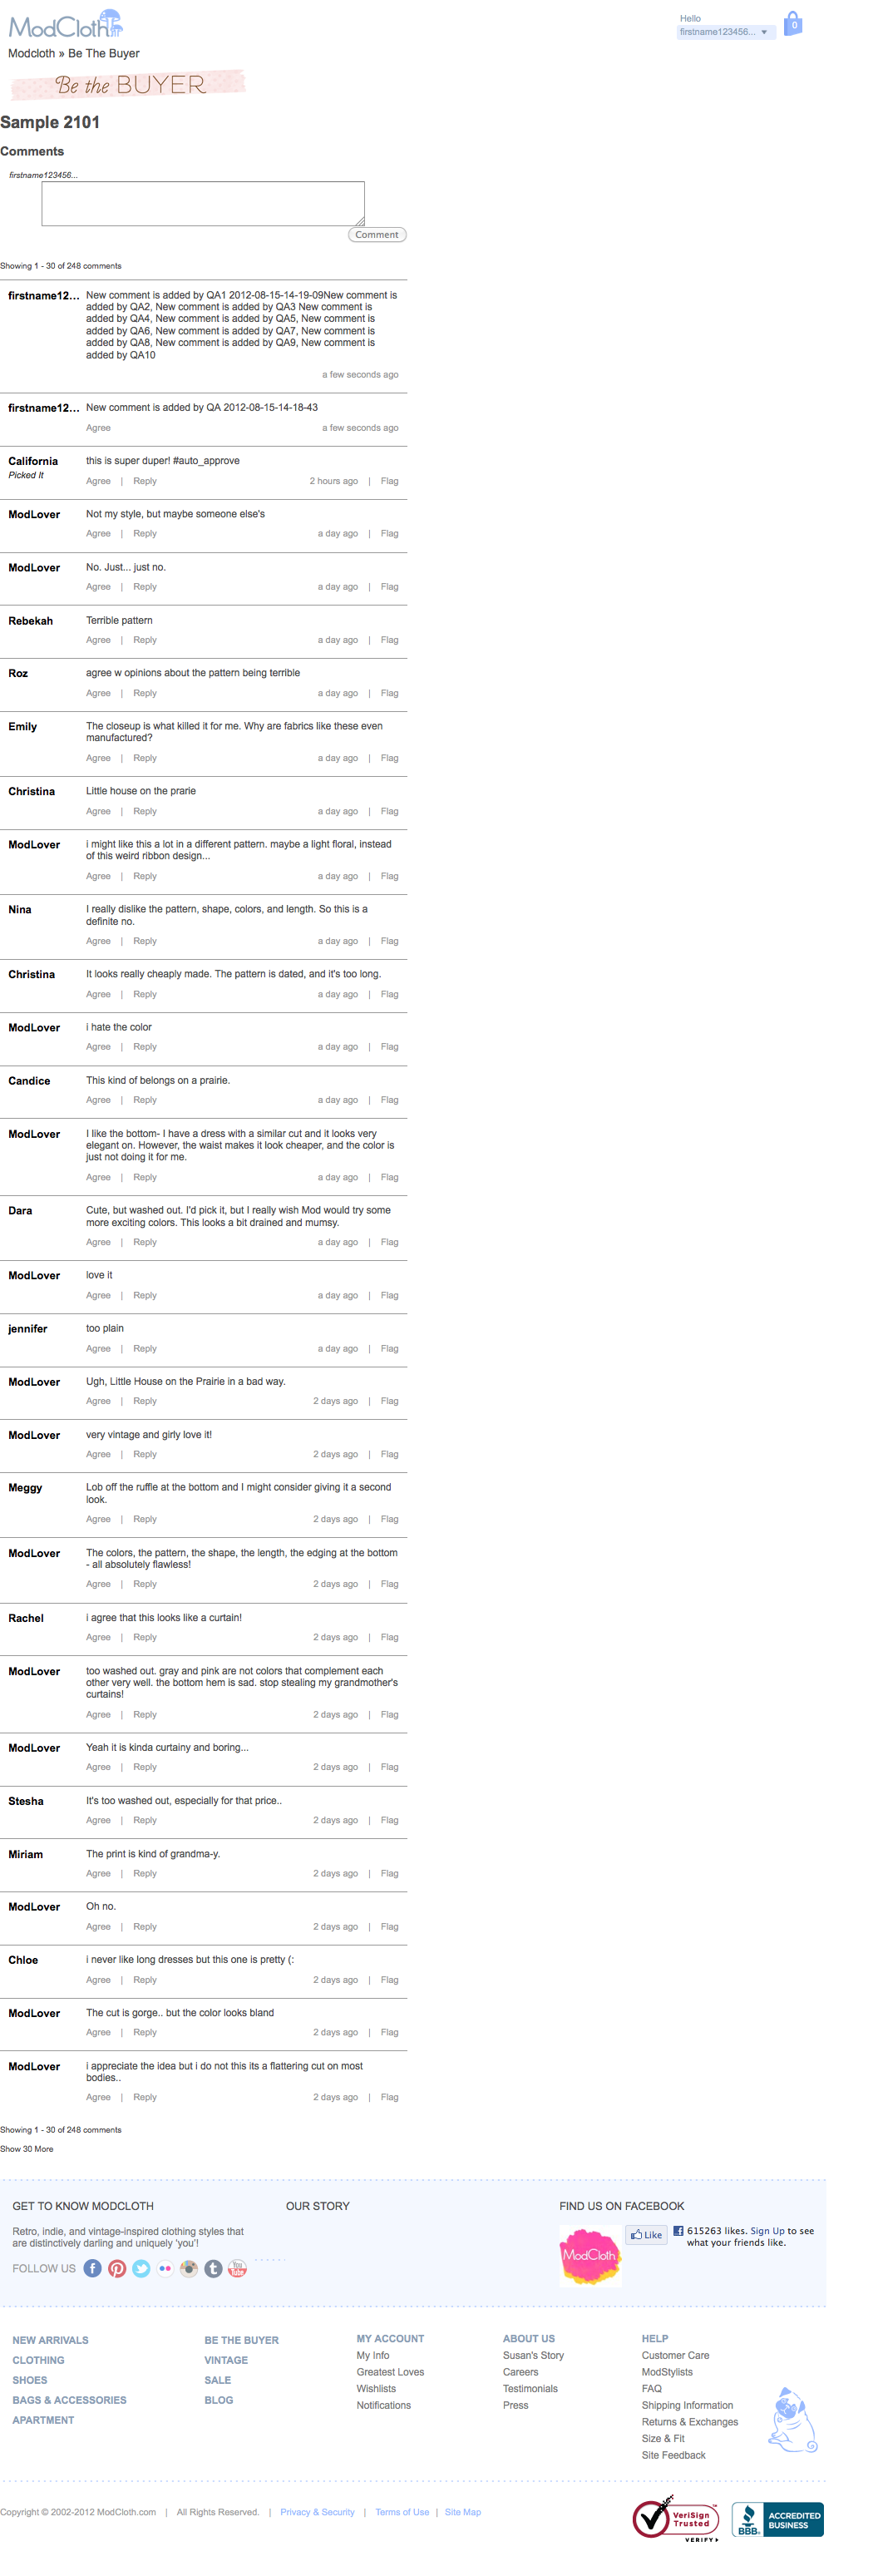 ModCloth
Hello
firstname123456...
0
Modcloth » Be The Buyer
Be the BUYER
Sample 2101
Comments
firstname123456...
Comment
Showing 1 - 30 of 248 comments
firstname12...
New comment is added by QA1 2012-08-15-14-19-09New comment is
added by QA2, New comment is added by QA3 New comment is
added by QA4, New comment is added by QA5, New comment is
added by QA6, New comment is added by QA7, New comment is
added by QA8, New comment is added by QA9, New comment is
added by QA10
a few seconds ago
firstname12...
New comment is added by QA 2012-08-15-14-18-43
Agree a few seconds ago
California
this is super duper! #auto_approve
Picked It
Agree | Reply 2 hours ago | Flag
ModLover
Not my style, but maybe someone else's
Agree | Reply a day ago | Flag
ModLover
No. Just... just no.
Agree | Reply a day ago | Flag
Rebekah
Terrible pattern
Agree | Reply a day ago | Flag
Roz
agree w opinions about the pattern being terrible
Agree | Reply a day ago | Flag
Emily
The closeup is what killed it for me. Why are fabrics like these even
manufactured?
Agree | Reply a day ago | Flag
Christina
Little house on the prarie
Agree | Reply a day ago | Flag
ModLover
i might like this a lot in a different pattern. maybe a light floral, instead
of this weird ribbon design...
Agree | Reply a day ago | Flag
Nina
I really dislike the pattern, shape, colors, and length. So this is a
definite no.
Agree | Reply a day ago | Flag
Christina
It looks really cheaply made. The pattern is dated, and it's too long.
Agree | Reply a day ago | Flag
ModLover
i hate the color
Agree | Reply a day ago | Flag
Candice
This kind of belongs on a prairie.
Agree | Reply a day ago | Flag
ModLover
I like the bottom- I have a dress with a similar cut and it looks very
elegant on. However, the waist makes it look cheaper, and the color is
just not doing it for me.
Agree | Reply a day ago | Flag
Dara
Cute, but washed out. I'd pick it, but I really wish Mod would try some
more exciting colors. This looks a bit drained and mumsy.
Agree | Reply a day ago | Flag
ModLover
love it
Agree | Reply a day ago | Flag
jennifer
too plain
Agree | Reply a day ago | Flag
ModLover
Ugh, Little House on the Prairie in a bad way.
Agree | Reply 2 days ago | Flag
ModLover
very vintage and girly love it!
Agree | Reply 2 days ago | Flag
Meggy
Lob off the ruffle at the bottom and I might consider giving it a second
look.
Agree | Reply 2 days ago | Flag
ModLover
The colors, the pattern, the shape, the length, the edging at the bottom
- all absolutely flawless!
Agree | Reply 2 days ago | Flag
Rachel
i agree that this looks like a curtain!
Agree | Reply 2 days ago | Flag
ModLover
too washed out. gray and pink are not colors that complement each
other very well. the bottom hem is sad. stop stealing my grandmother's
curtains!
Agree | Reply 2 days ago | Flag
ModLover
Yeah it is kinda curtainy and boring...
Agree | Reply 2 days ago | Flag
Stesha
It's too washed out, especially for that price..
Agree | Reply 2 days ago | Flag
Miriam
The print is kind of grandma-y.
Agree | Reply 2 days ago | Flag
ModLover
Oh no.
Agree | Reply 2 days ago | Flag
Chloe
i never like long dresses but this one is pretty (:
Agree | Reply 2 days ago | Flag
ModLover
The cut is gorge.. but the color looks bland
Agree | Reply 2 days ago | Flag
ModLover
i appreciate the idea but i do not this its a flattering cut on most
bodies..
Agree | Reply 2 days ago | Flag
Showing 1 - 30 of 248 comments
Show 30 More
GET TO KNOW MODCLOTH
Retro, indie, and vintage-inspired clothing styles that
are distinctively darling and uniquely 'you'!
FOLLOW US
You Tube
OUR STORY
FIND US ON FACEBOOK
ModCloth
Like
615263 likes. Sign Up to see
what your friends like.
NEW ARRIVALS
CLOTHING
SHOES
BAGS & ACCESSORIES
APARTMENT
BE THE BUYER
VINTAGE
SALE
BLOG
MY ACCOUNT
My Info
Greatest Loves
Wishlists
Notifications
ABOUT US
Susan's Story
Careers
Testimonials
Press
HELP
Customer Care
ModStylists
FAQ
Shipping Information
Returns & Exchanges
Size & Fit
Site Feedback
Copyright © 2002-2012 ModCloth.com | All Rights Reserved. | Privacy & Security | Terms of Use | Site Map
VeriSign
Trusted
VERIFY
BBB
ACCREDITED
BUSINESS